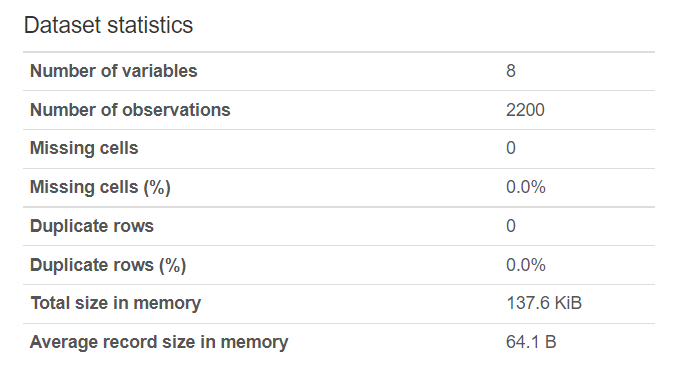 Dataset statistics
Number of variables 8
Number of observations 2200
Missing cells 0
Missing cells (%) 0.0%
Duplicate rows 0
Duplicate rows (%) 0.0%
Total size in memory 137.6 KiB
Average record size in memory 64.1 B